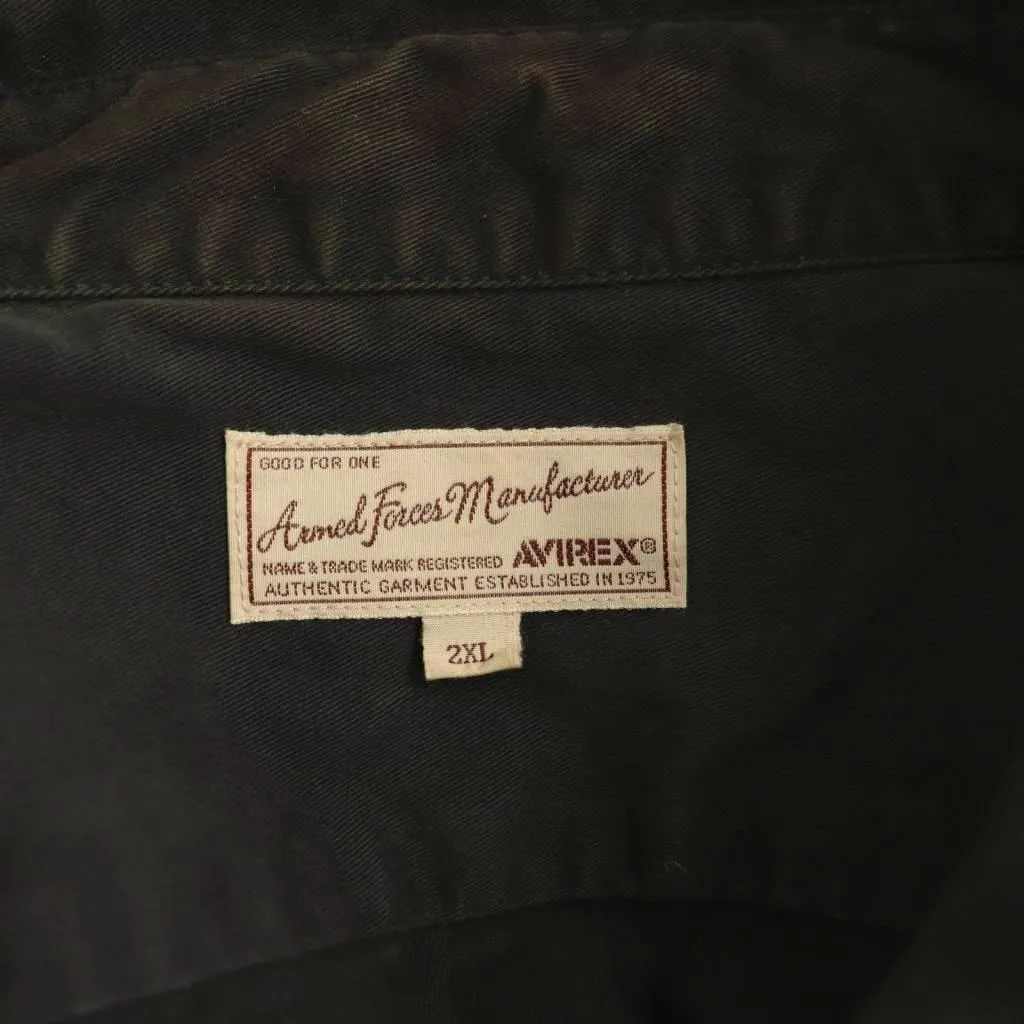 GOOD FOR ONE
Armed Forces Manufacturer
NAME & TRADE MARK REGISTERED AVIREX®
AUTHENTIC GARMENT ESTABLISHED IN 1975
2XL